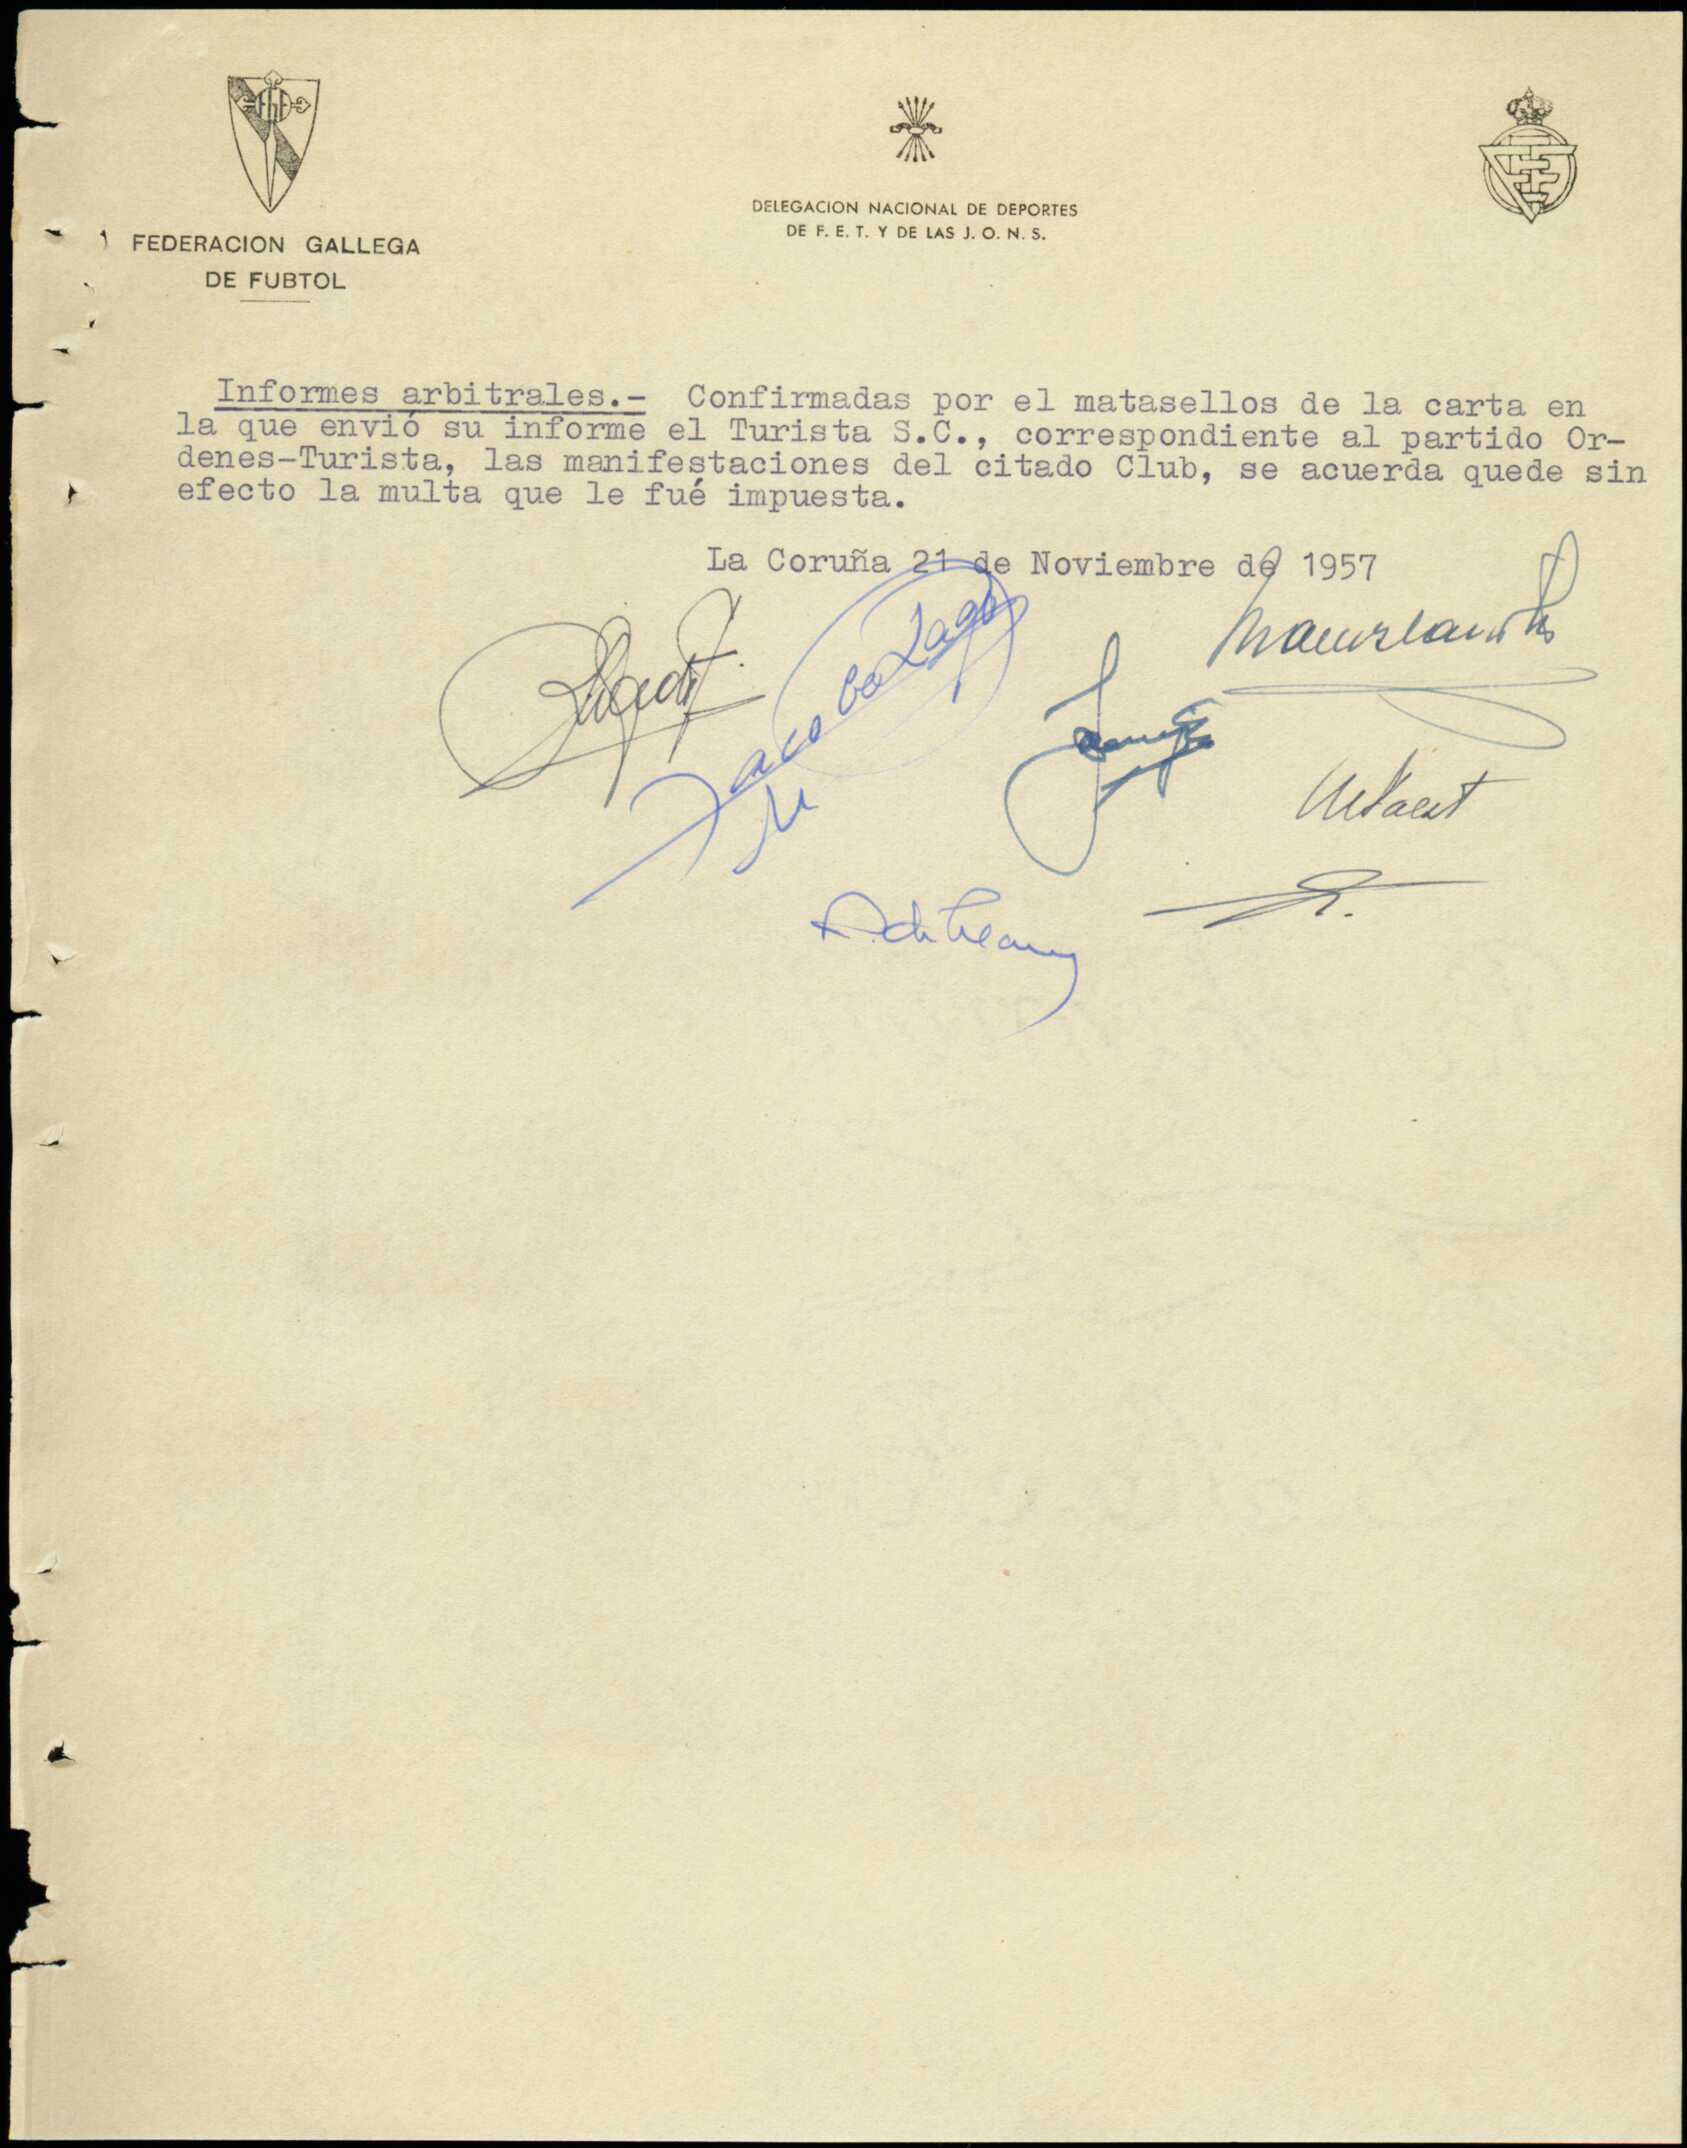 FEDERACION GALLEGA
DE FUBTOL
DELEGACION NACIONAL DE DEPORTES
DE F. E. T. Y DE LAS J. O. N. S.
Informes arbitrales.- Confirmadas por el matasellos de la carta en
la que envió su informe el Turista S.C., correspondiente al partido Or-
denes-Turista, las manifestaciones del citado Club, se acuerda quede sin
efecto la multa que le fué impuesta.
La Coruña 21 de Noviembre de 1957